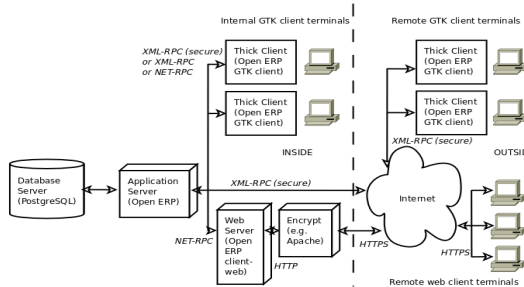 Internal GTK client terminals
Remote GTK client terminals
XML-RPC (secure)
or XML-RPC
or NET-RPC
Thick Client
(Open ERP
GTK client)
Thick Client
(Open ERP
GTK client)
Thick Client
(Open ERP
GTK client)
Thick Client
(Open ERP
GTK client)
XML-RPC (secure)
INSIDE
OUTSID
Database
Server
(PostgreSQL)
Application
Server
(Open ERP)
XML-RPC (secure)
Internet
NET-RPC
Web
Server
(Open
ERP
client-
web)
HTTP
Encrypt
(e.g.
Apache)
HTTPS
HTTPS
Remote web client terminals